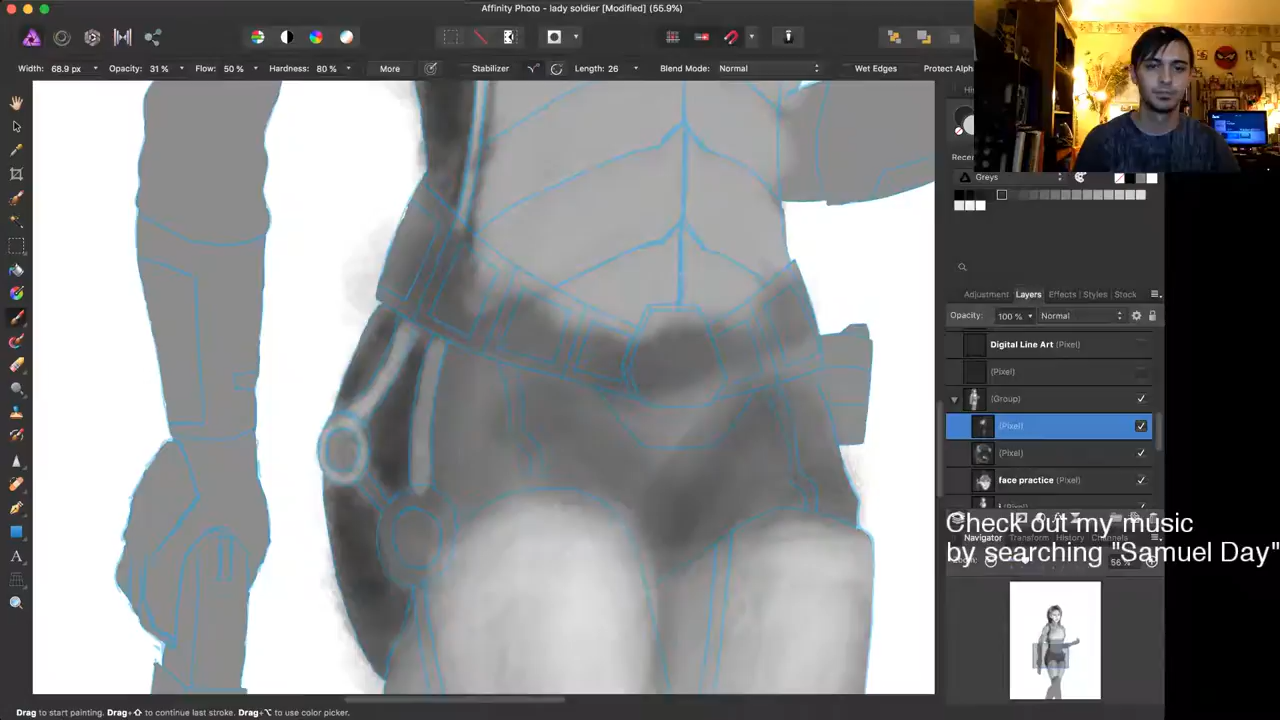 Affinity Photo - lady soldier [Modified] (55.9%)
Width: 68.9 px Opacity: 31 % Flow: 50 % Hardness: 80 % More Stabilizer Length: 26 Blend Mode: Normal Wet Edges Protect Alph
Greys
Adjustment Layers Effects Styles Stock
Opacity: 100 % Normal
Digital Line Art (Pixel)
(Pixel)
(Group)
(Pixel)
(Pixel)
face practice (Pixel)
Check out my music
by searching "Samuel Day"
Navigator Transform History Channels
56 %
Drag to start painting. Drag+⇧ to continue last stroke. Drag+⌥ to use color picker.